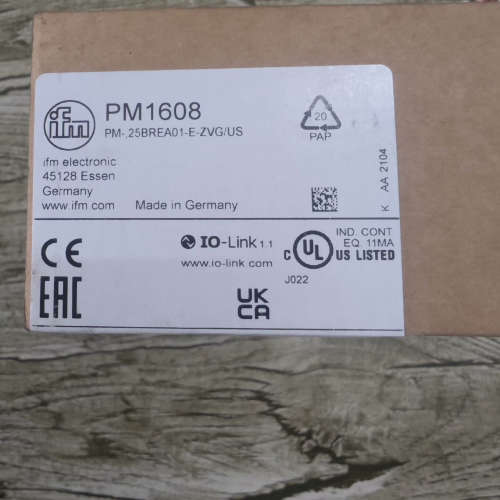 ifm
PM1608
PM-,25BREA01-E-ZVG/US
20
PAP
ifm electronic
45128 Essen
Germany
www.ifm.com
Made in Germany
K AA 2104
CE
EAC
IO-Link 1.1
www.io-link.com
UK
CA
C UL US LISTED
IND. CONT
EQ. 11MA
J022